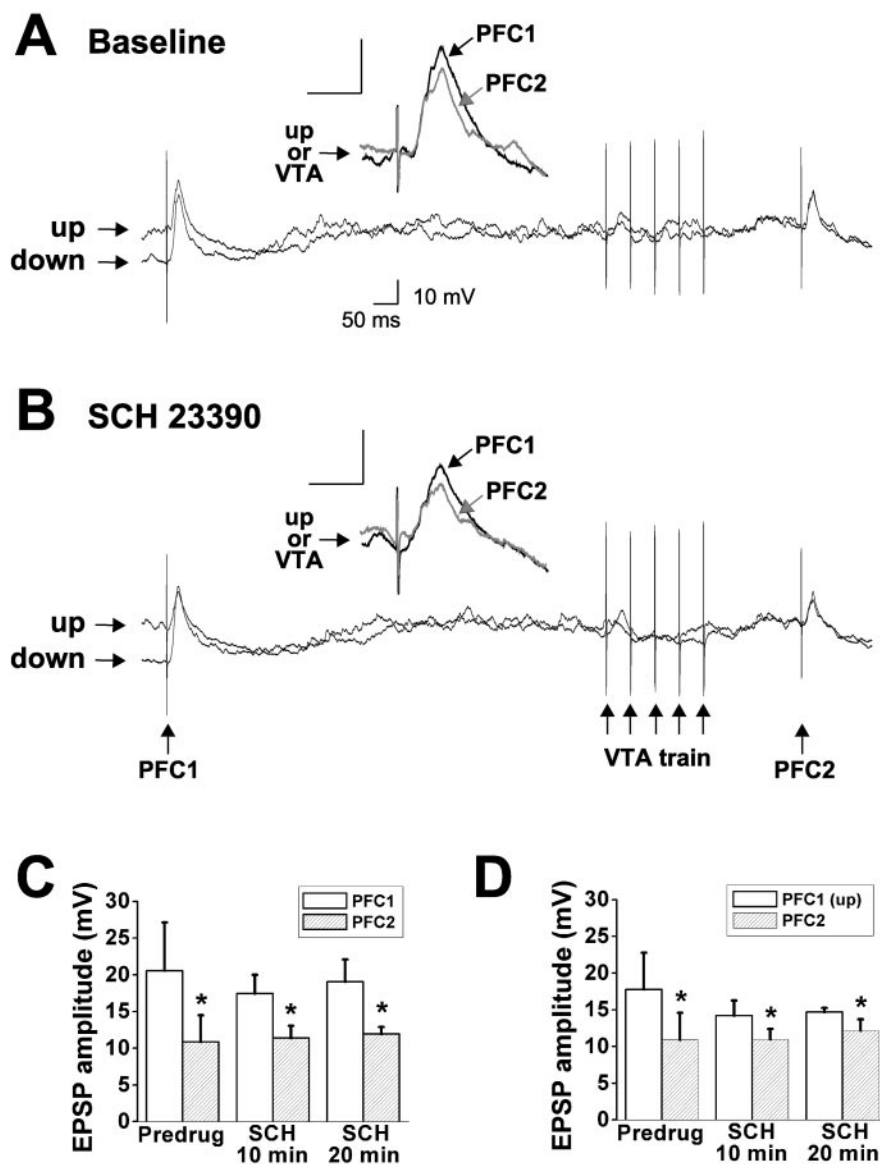 A Baseline
PFC1
PFC2
up
or
VTA
up
down
10 mV
50 ms
B SCH 23390
PFC1
PFC2
up
or
VTA
up
down
PFC1
VTA train
PFC2
C
EPSP amplitude (mV)
30
25
20
15
10
5
0
PFC1
PFC2
*
*
*
Predrug
SCH
10 min
SCH
20 min
D
EPSP amplitude (mV)
30
25
20
15
10
5
0
PFC1 (up)
PFC2
*
*
*
Predrug
SCH
10 min
SCH
20 min